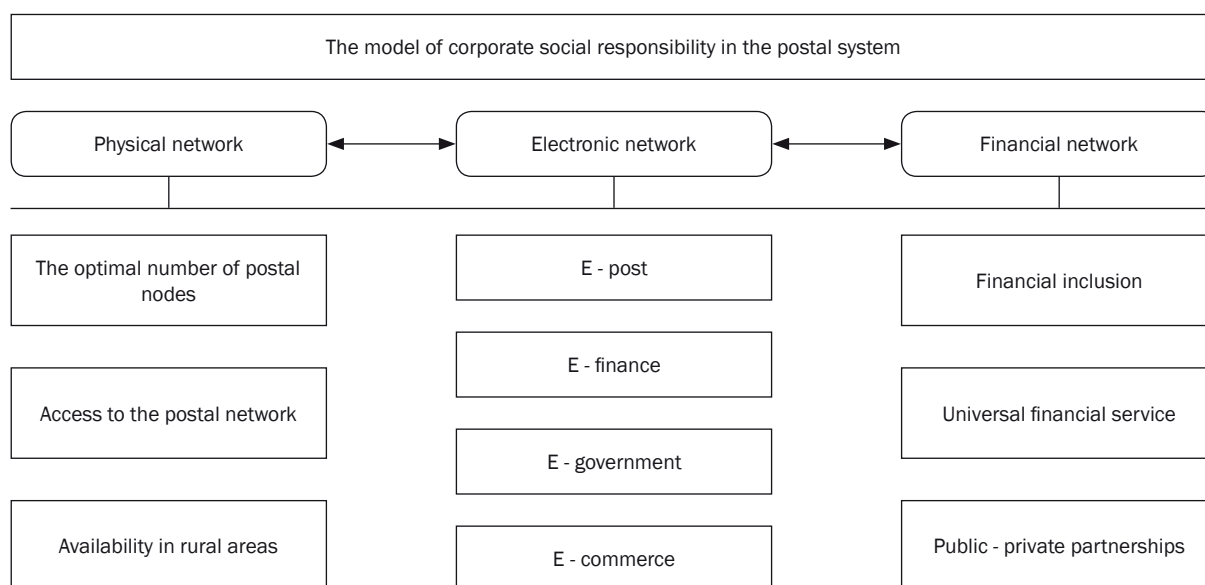 The model of corporate social responsibility in the postal system
Physical network
Electronic network
Financial network
The optimal number of postal
nodes
Access to the postal network
Availability in rural areas
E - post
E - finance
E - government
E - commerce
Financial inclusion
Universal financial service
Public - private partnerships